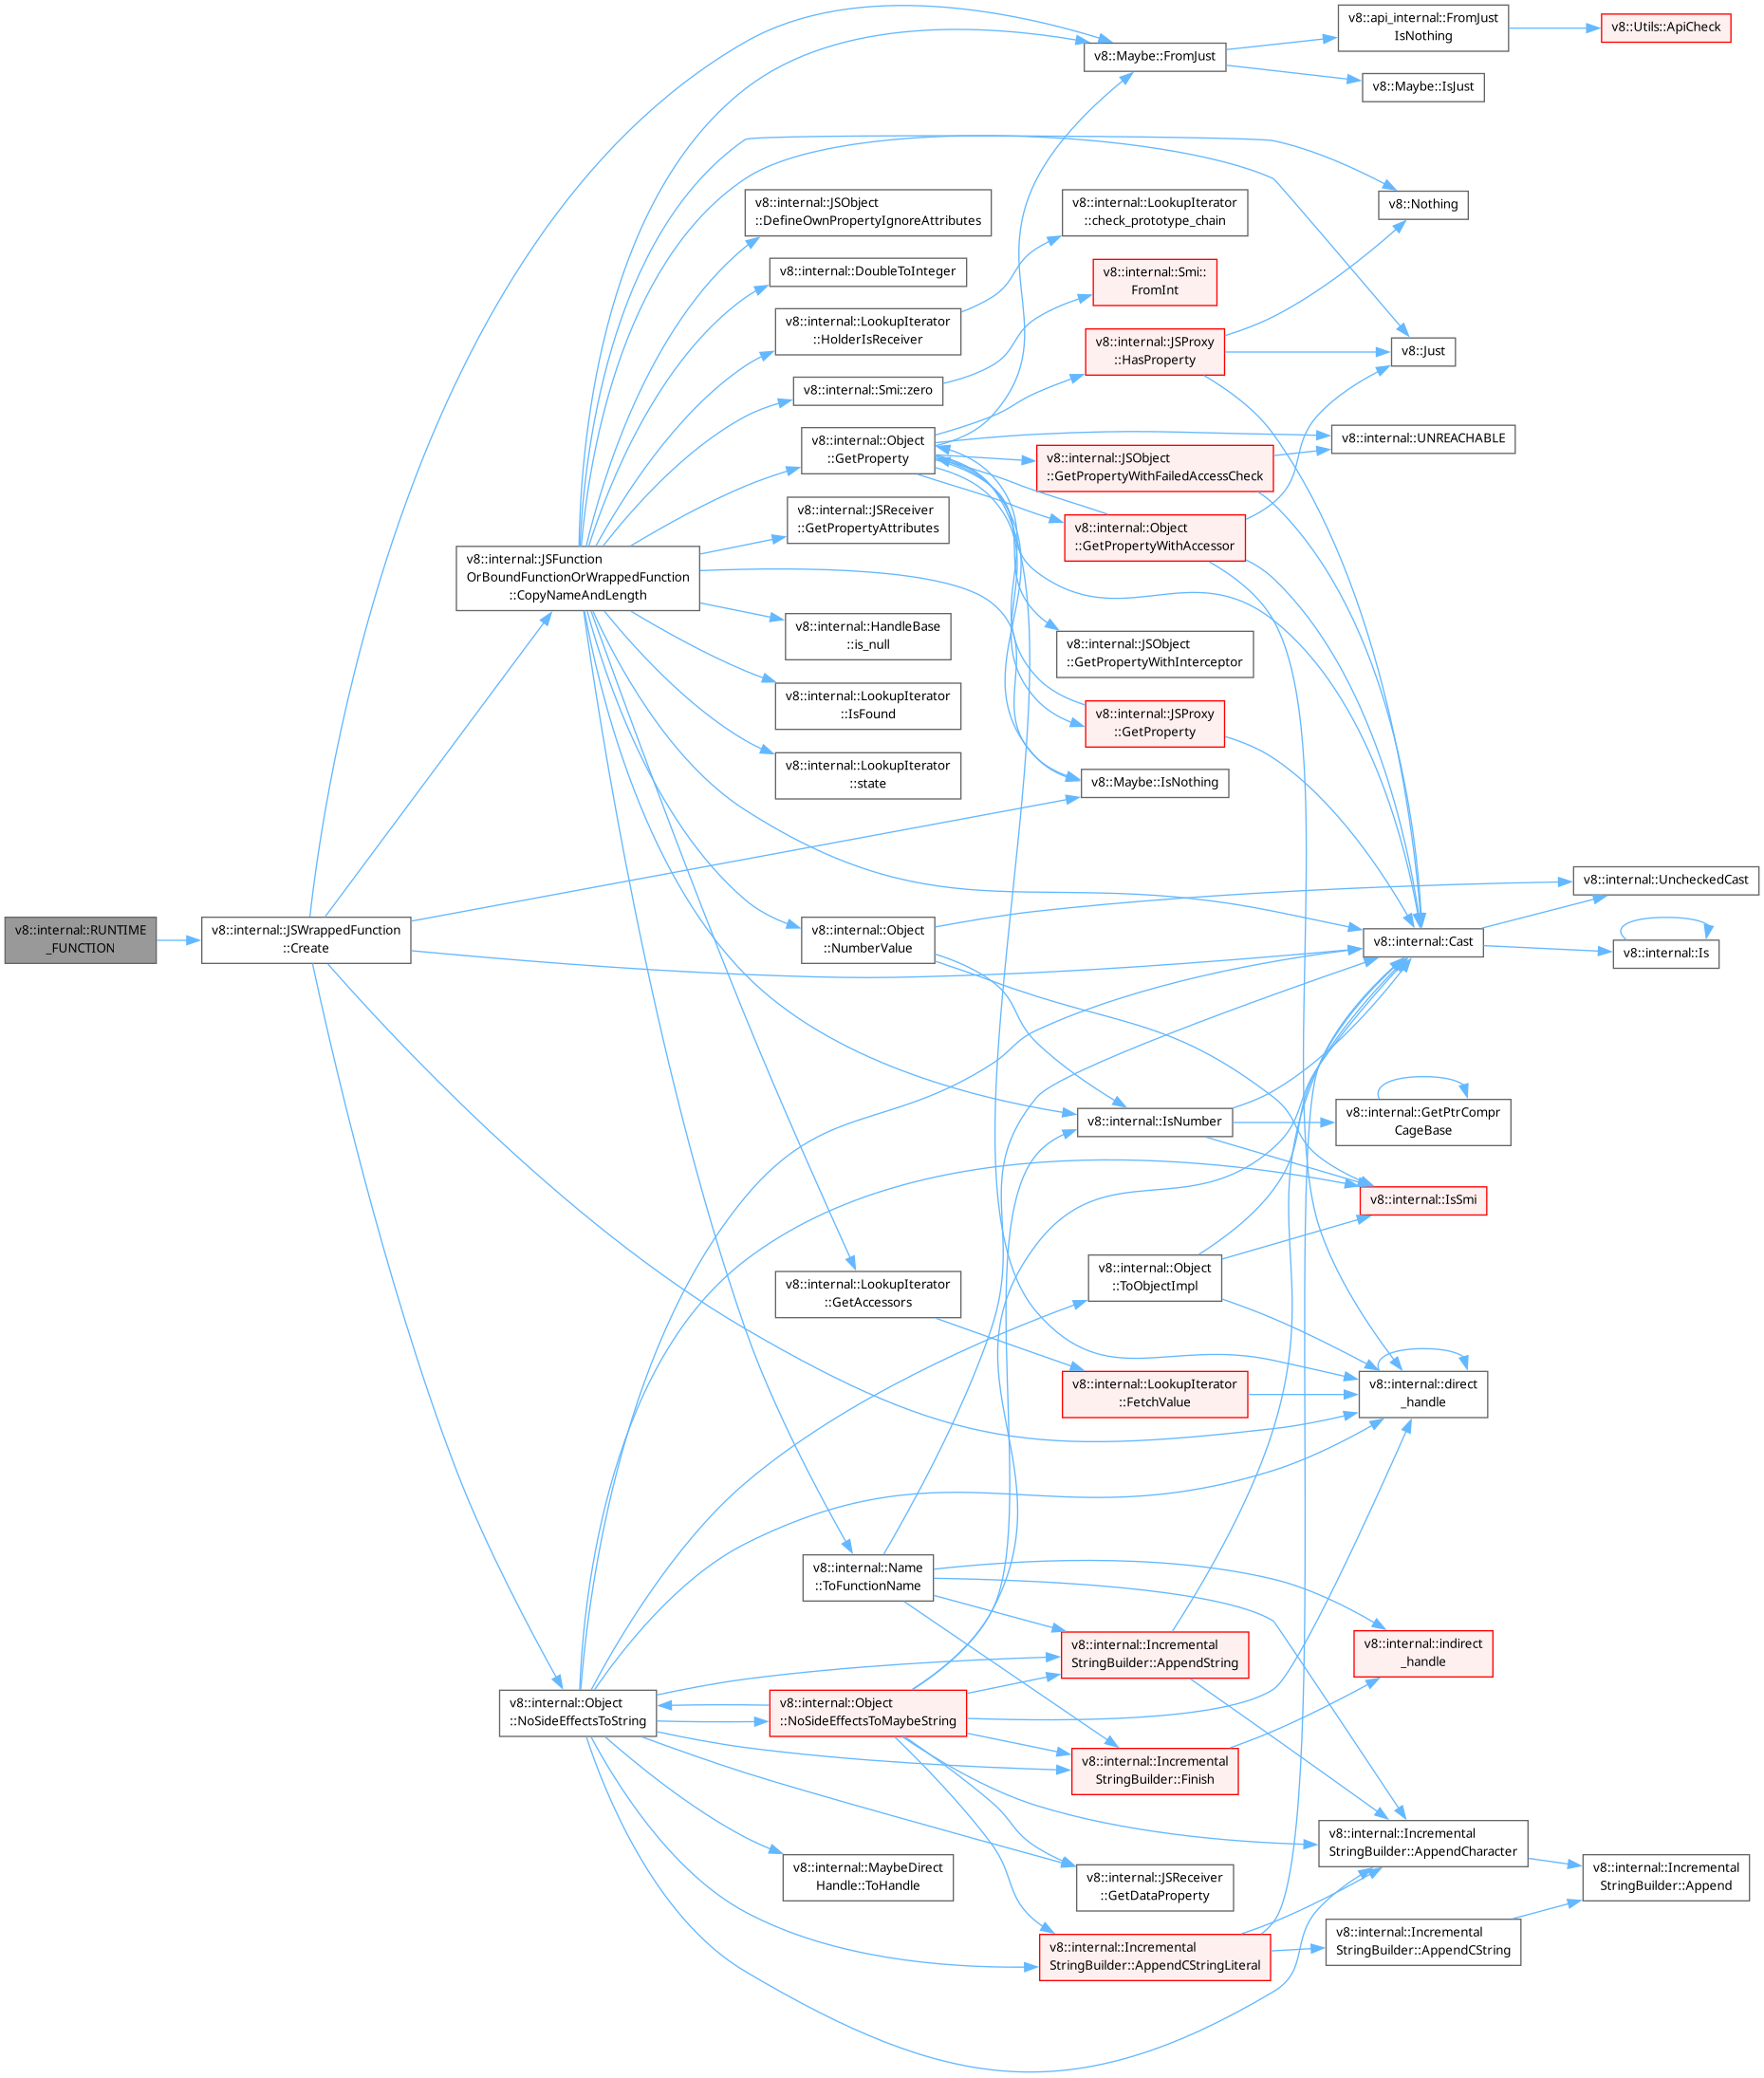 v8::internal::RUNTIME
_FUNCTION
v8::internal::JSWrappedFunction
::Create
v8::internal::JSFunction
OrBoundFunctionOrWrappedFunction
::CopyNameAndLength
v8::internal::Object
::NoSideEffectsToString
v8::internal::JSObject
::DefineOwnPropertyIgnoreAttributes
v8::internal::DoubleToInteger
v8::internal::LookupIterator
::HolderIsReceiver
v8::internal::Smi::zero
v8::internal::Object
::GetProperty
v8::internal::JSReceiver
::GetPropertyAttributes
v8::internal::HandleBase
::is_null
v8::internal::LookupIterator
::IsFound
v8::internal::LookupIterator
::state
v8::internal::Object
::NumberValue
v8::internal::LookupIterator
::GetAccessors
v8::internal::Name
::ToFunctionName
v8::internal::Object
::NoSideEffectsToMaybeString
v8::internal::MaybeDirect
Handle::ToHandle
v8::Maybe::FromJust
v8::internal::LookupIterator
::check_prototype_chain
v8::internal::Smi::
FromInt
v8::internal::JSProxy
::HasProperty
v8::internal::JSObject
::GetPropertyWithFailedAccessCheck
v8::internal::Object
::GetPropertyWithAccessor
v8::internal::JSObject
::GetPropertyWithInterceptor
v8::internal::JSProxy
::GetProperty
v8::Maybe::IsNothing
v8::internal::IsNumber
v8::internal::Object
::ToObjectImpl
v8::internal::LookupIterator
::FetchValue
v8::internal::Incremental
StringBuilder::AppendString
v8::internal::Incremental
StringBuilder::Finish
v8::internal::JSReceiver
::GetDataProperty
v8::internal::Incremental
StringBuilder::AppendCStringLiteral
v8::api_internal::FromJust
IsNothing
v8::Maybe::IsJust
v8::Nothing
v8::Just
v8::internal::UNREACHABLE
v8::internal::Cast
v8::internal::GetPtrCompr
CageBase
v8::internal::IsSmi
v8::internal::direct
_handle
v8::internal::indirect
_handle
v8::internal::Incremental
StringBuilder::AppendCharacter
v8::internal::Incremental
StringBuilder::AppendCString
v8::Utils::ApiCheck
v8::internal::UncheckedCast
v8::internal::Is
v8::internal::Incremental
StringBuilder::Append